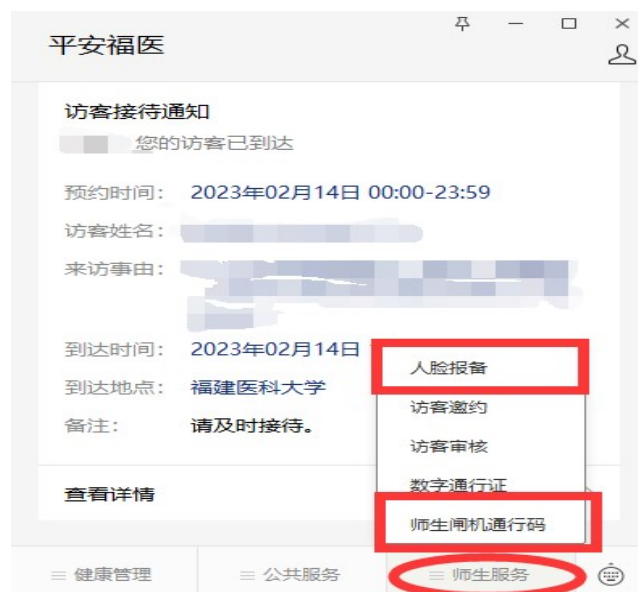 平安福医
访客接待通知
您的访客已到达
预约时间： 2023年02月14日 00:00-23:59
访客姓名：
来访事由：
到达时间： 2023年02月14日
人脸报备
到达地点： 福建医科大学
访客邀约
备注： 请及时接待。
访客审核
数字通行证
查看详情
师生闸机通行码
健康管理
公共服务
师生服务